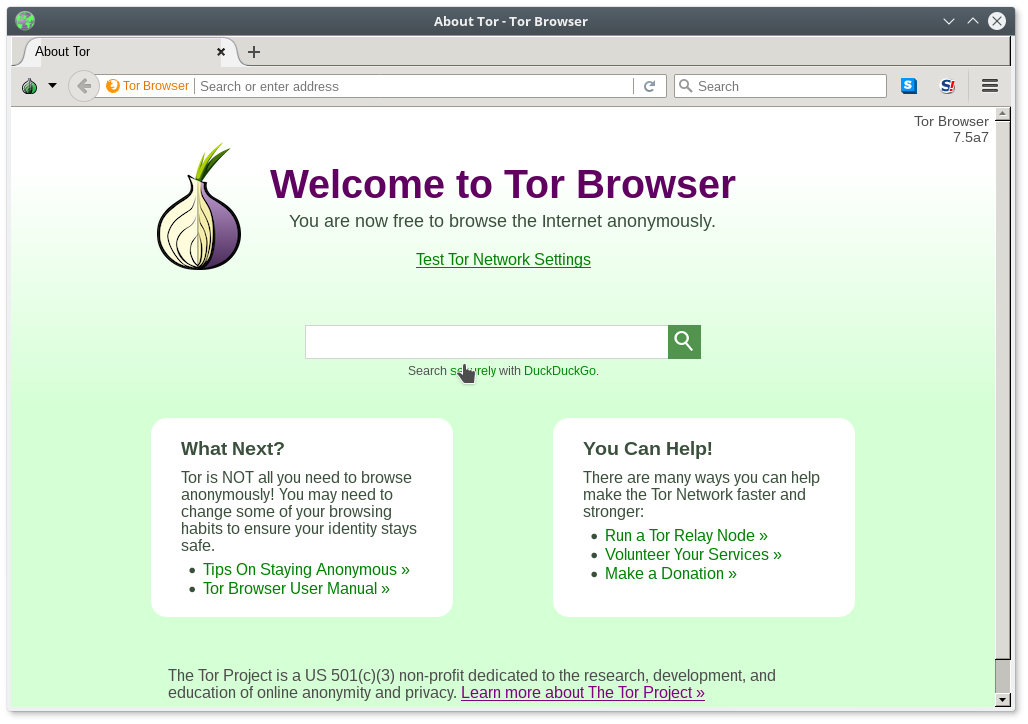 About Tor - Tor Browser
About Tor
Tor Browser
Search or enter address
Search
Tor Browser
7.5a7
Welcome to Tor Browser
You are now free to browse the Internet anonymously.
Test Tor Network Settings
Search securely with DuckDuckGo.
What Next?
Tor is NOT all you need to browse
anonymously! You may need to
change some of your browsing
habits to ensure your identity stays
safe.
Tips On Staying Anonymous »
Tor Browser User Manual »
You Can Help!
There are many ways you can help
make the Tor Network faster and
stronger:
Run a Tor Relay Node »
Volunteer Your Services »
Make a Donation »
The Tor Project is a US 501(c)(3) non-profit dedicated to the research, development, and
education of online anonymity and privacy. Learn more about The Tor Project »